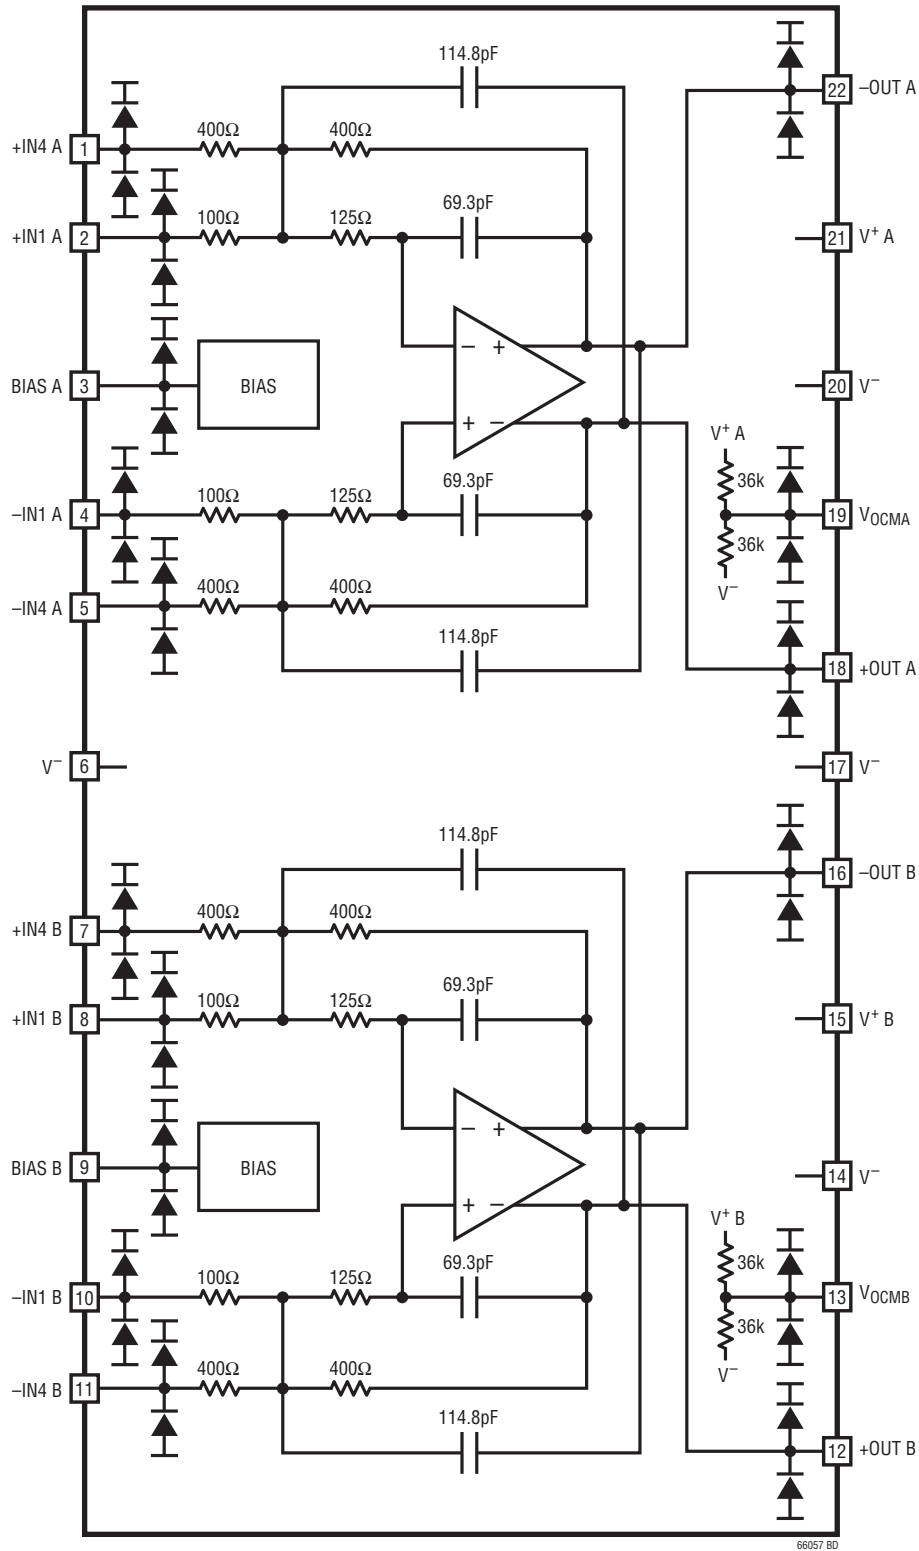 114.8pF
22 –OUT A
400Ω 400Ω
+IN4 A 1
69.3pF
100Ω 125Ω
+IN1 A 2
21 V+ A
– +
BIAS A 3 BIAS
20 V–
+ –
V+ A
69.3pF
36k
100Ω 125Ω
–IN1 A 4
19 VOCMA
36k
400Ω 400Ω
V–
–IN4 A 5
114.8pF
18 +OUT A
V– 6
17 V–
114.8pF
16 –OUT B
400Ω 400Ω
+IN4 B 7
69.3pF
100Ω 125Ω
+IN1 B 8
15 V+ B
– +
BIAS B 9 BIAS
14 V–
+ –
V+ B
69.3pF
36k
100Ω 125Ω
–IN1 B 10
13 VOCMB
36k
400Ω 400Ω
V–
–IN4 B 11
114.8pF
12 +OUT B
66057 BD